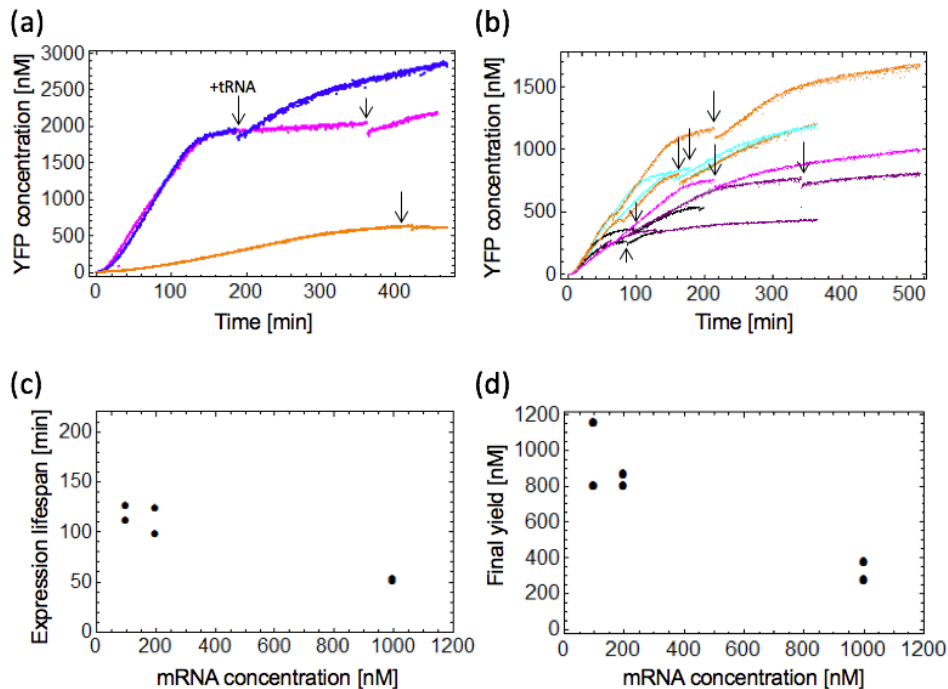 (a)
YFP concentration [nM]
3000
2500
2000
1500
1000
500
0
+tRNA
0 100 200 300 400
Time [min]
(b)
YFP concentration [nM]
1500
1000
500
0
0 100 200 300 400 500
Time [min]
(c)
Expression lifespan [min]
200
150
100
50
0
0 200 400 600 800 1000 1200
mRNA concentration [nM]
(d)
Final yield [nM]
1200
1000
800
600
400
200
0
0 200 400 600 800 1000 1200
mRNA concentration [nM]